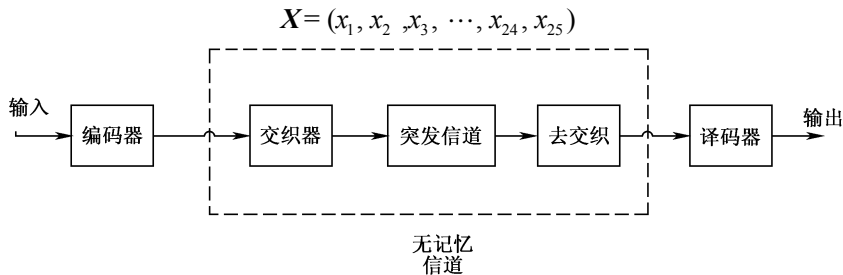 X = (x₁, x₂ ,x₃, ⋯, x₂₄, x₂₅)
输入
编码器
交织器
突发信道
去交织
译码器
输出
无记忆
信道